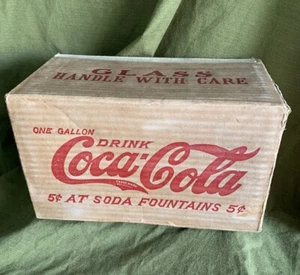 GLASS
HANDLE WITH CARE
ONE GALLON
DRINK
Coca-Cola
5¢ AT SODA FOUNTAINS 5¢